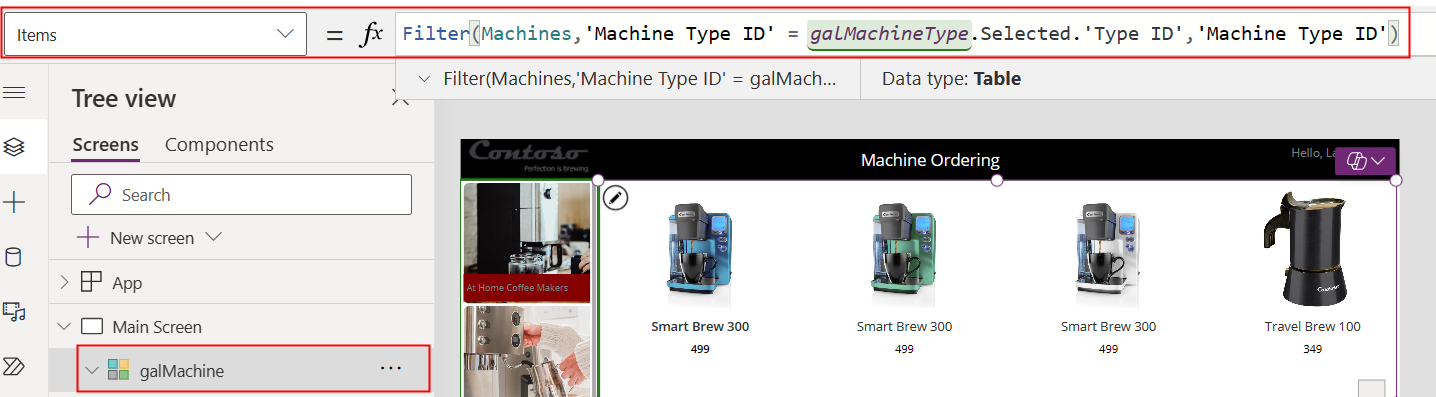 Items
= fx Filter(Machines,'Machine Type ID' = galMachineType.Selected.'Type ID','Machine Type ID')
Filter(Machines,'Machine Type ID' = galMach...
Data type: Table
Tree view
Screens
Components
Search
New screen
App
Main Screen
galMachine
...
Contoso
Perfection is brewing.
Machine Ordering
Hello, La
At Home Coffee Makers
Smart Brew 300
499
Smart Brew 300
499
Smart Brew 300
499
Travel Brew 100
349